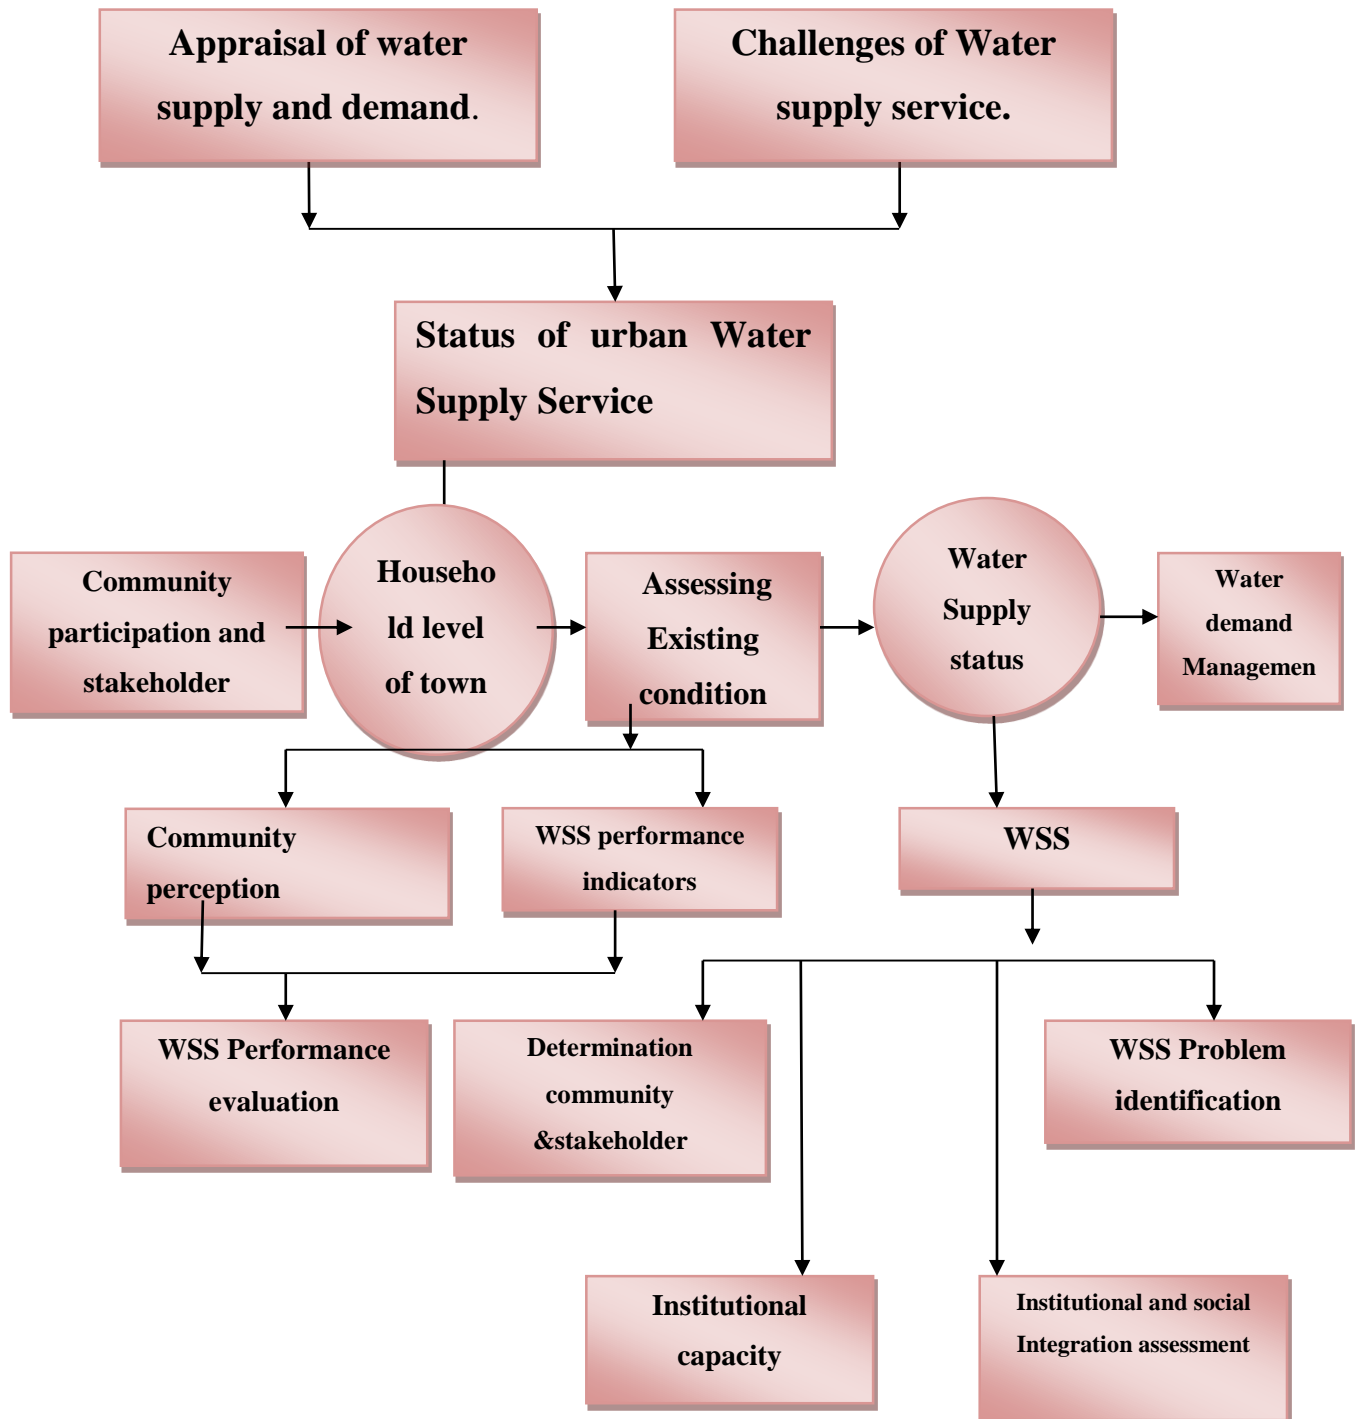 Appraisal of water
supply and demand.
Challenges of Water
supply service.
Status of urban Water
Supply Service
Community
participation and
stakeholder
Househo
ld level
of town
Assessing
Existing
condition
Water
Supply
status
Water
demand
Managemen
Community
perception
WSS performance
indicators
WSS
WSS Performance
evaluation
Determination
community
&stakeholder
WSS Problem
identification
Institutional
capacity
Institutional and social
Integration assessment